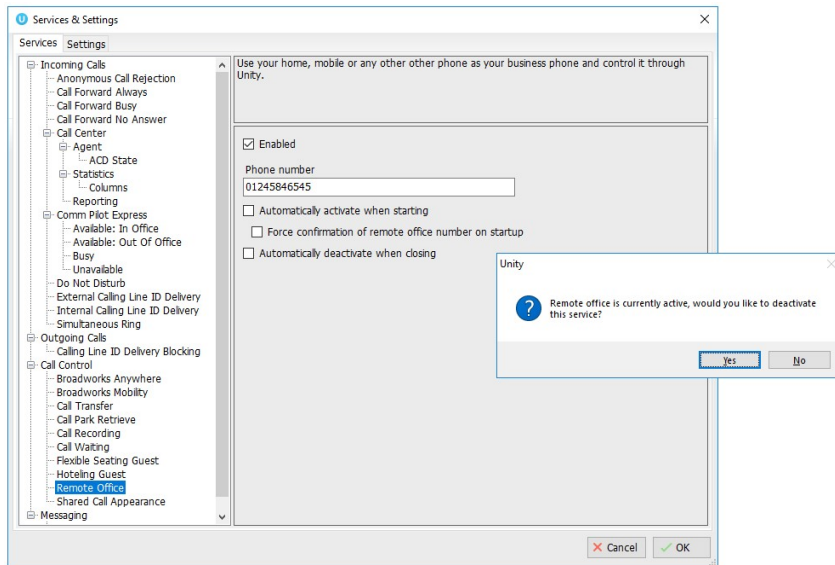 Services & Settings
Services Settings
Incoming Calls
Anonymous Call Rejection
Call Forward Always
Call Forward Busy
Call Forward No Answer
Call Center
Agent
ACD State
Statistics
Columns
Reporting
Comm Pilot Express
Available: In Office
Available: Out Of Office
Busy
Unavailable
Do Not Disturb
External Calling Line ID Delivery
Internal Calling Line ID Delivery
Simultaneous Ring
Outgoing Calls
Calling Line ID Delivery Blocking
Call Control
Broadworks Anywhere
Broadworks Mobility
Call Transfer
Call Park Retrieve
Call Recording
Call Waiting
Flexible Seating Guest
Hoteling Guest
Remote Office
Shared Call Appearance
Messaging
Use your home, mobile or any other other phone as your business phone and control it through
Unity.
Enabled
Phone number
01245846545
Automatically activate when starting
Force confirmation of remote office number on startup
Automatically deactivate when closing
Unity
Remote office is currently active, would you like to deactivate
this service?
Yes No
Cancel OK